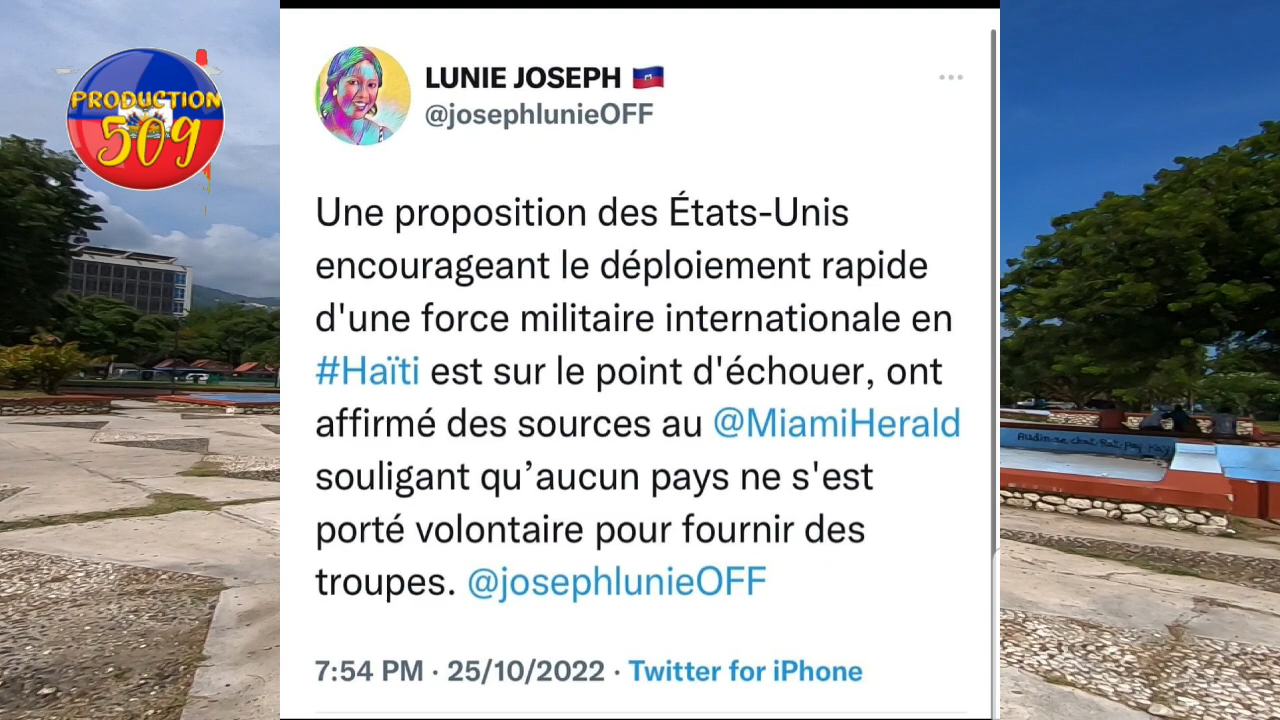 PRODUCTION
509
LUNIE JOSEPH
@josephlunieOFF
Une proposition des États-Unis
encourageant le déploiement rapide
d'une force militaire internationale en
#Haïti est sur le point d'échouer, ont
affirmé des sources au @MiamiHerald
souligant qu’aucun pays ne s'est
porté volontaire pour fournir des
troupes. @josephlunieOFF
7:54 PM · 25/10/2022 · Twitter for iPhone